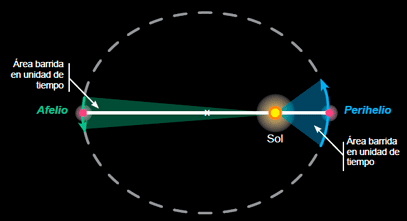 Área barrida
en unidad de
tiempo
Afelio
Sol
Perihelio
Área barrida
en unidad de
tiempo